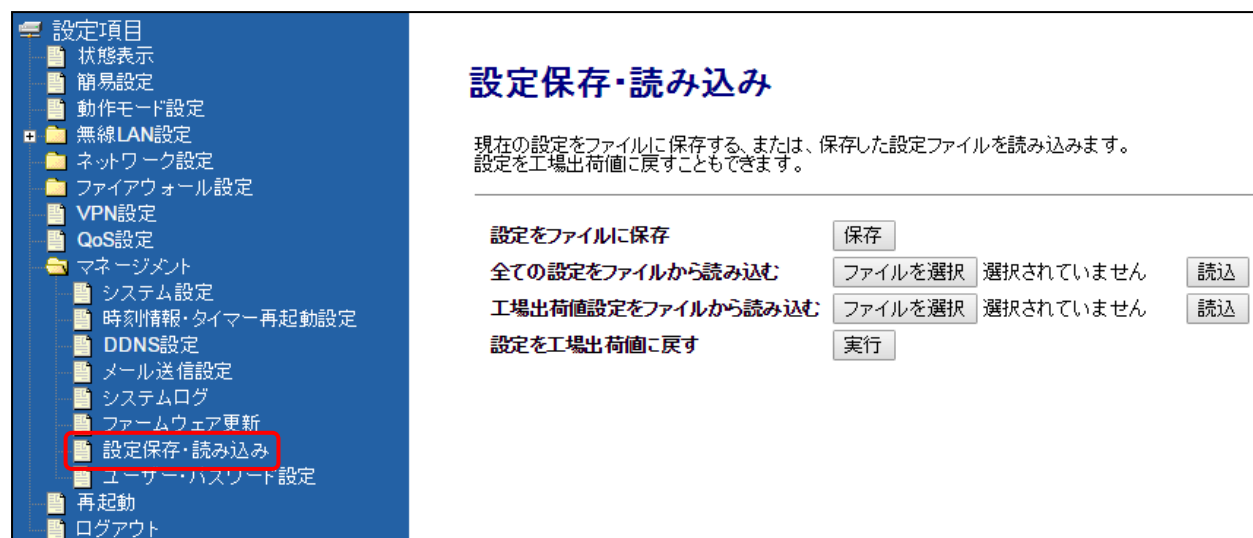 設定項目
状態表示
簡易設定
動作モード設定
無線LAN設定
ネットワーク設定
ファイアウォール設定
VPN設定
QoS設定
マネージメント
システム設定
時刻情報・タイマー再起動設定
DDNS設定
メール送信設定
システムログ
ファームウェア更新
設定保存・読み込み
ユーザー・パスワード設定
再起動
ログアウト
設定保存・読み込み
現在の設定をファイルに保存する、または、保存した設定ファイルを読み込みます。
設定を工場出荷値に戻すこともできます。
設定をファイルに保存 保存
全ての設定をファイルから読み込む ファイルを選択 選択されていません 読込
工場出荷値設定をファイルから読み込む ファイルを選択 選択されていません 読込
設定を工場出荷値に戻す 実行